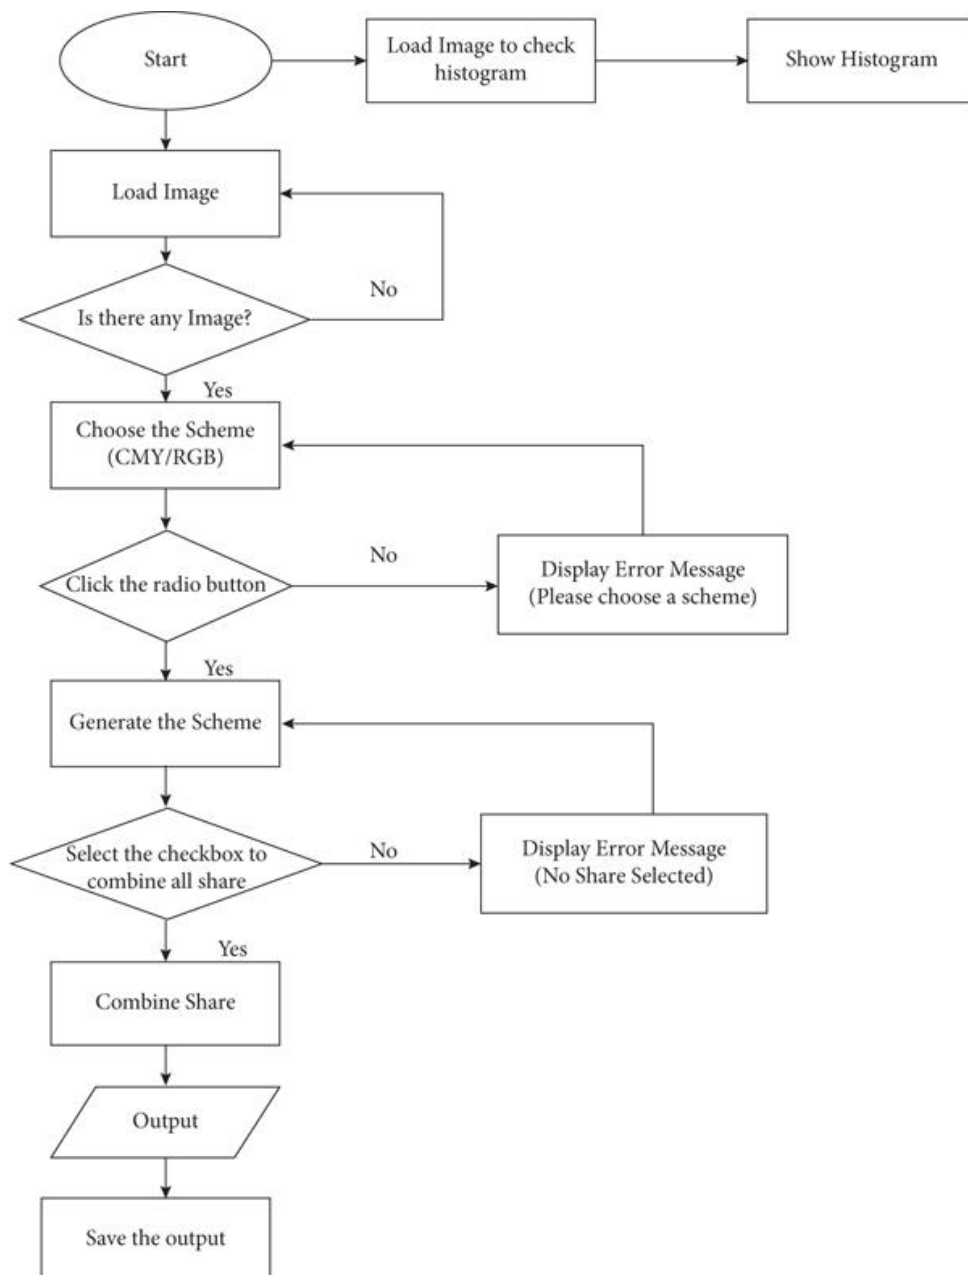 Start
Load Image to check
histogram
Show Histogram
Load Image
Is there any Image?
No
Yes
Choose the Scheme
(CMY/RGB)
Click the radio button
No
Display Error Message
(Please choose a scheme)
Yes
Generate the Scheme
Select the checkbox to
combine all share
No
Display Error Message
(No Share Selected)
Yes
Combine Share
Output
Save the output